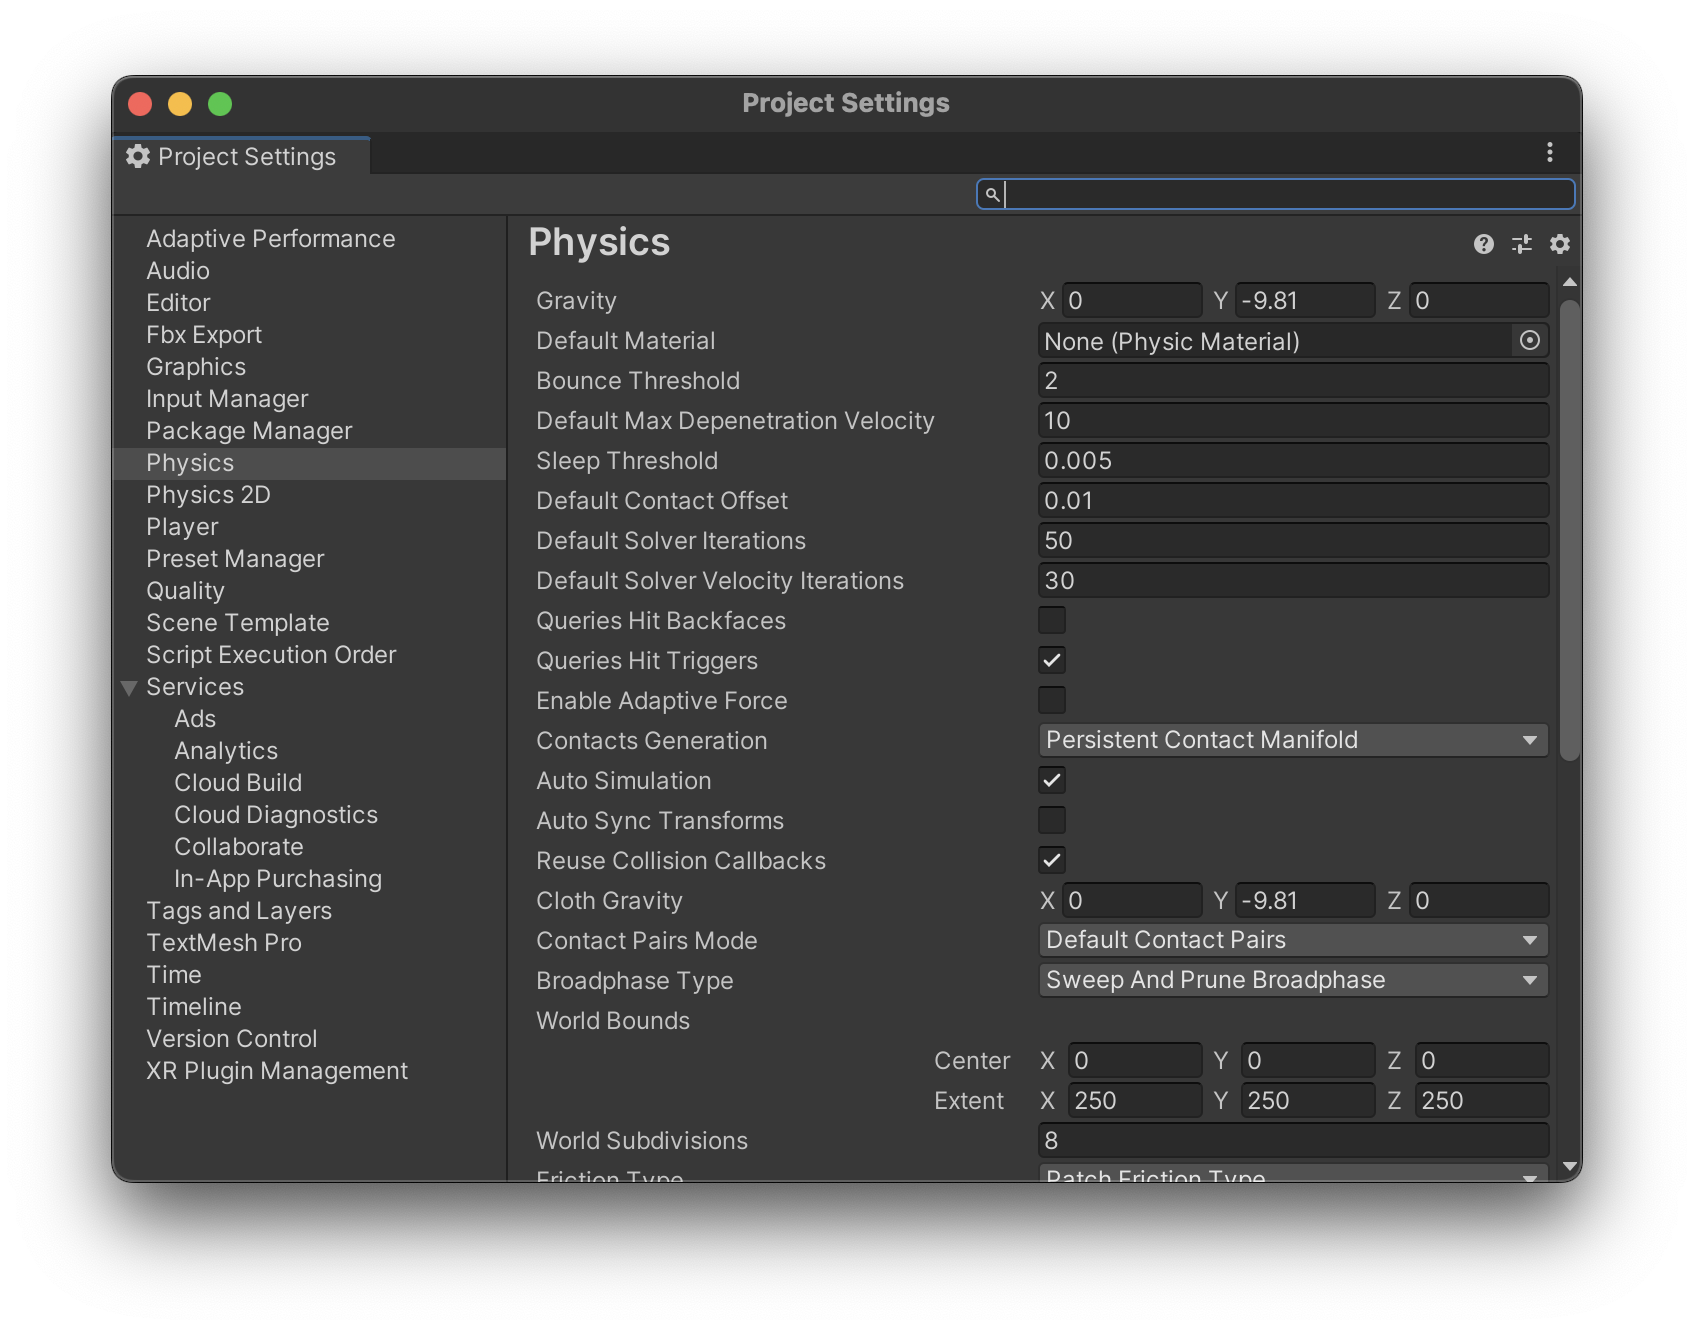 Project Settings
Project Settings
Adaptive Performance
Audio
Editor
Fbx Export
Graphics
Input Manager
Package Manager
Physics
Physics 2D
Player
Preset Manager
Quality
Scene Template
Script Execution Order
Services
Ads
Analytics
Cloud Build
Cloud Diagnostics
Collaborate
In-App Purchasing
Tags and Layers
TextMesh Pro
Time
Timeline
Version Control
XR Plugin Management
Physics
Gravity X 0 Y -9.81 Z 0
Default Material None (Physic Material)
Bounce Threshold 2
Default Max Depenetration Velocity 10
Sleep Threshold 0.005
Default Contact Offset 0.01
Default Solver Iterations 50
Default Solver Velocity Iterations 30
Queries Hit Backfaces
Queries Hit Triggers
Enable Adaptive Force
Contacts Generation Persistent Contact Manifold
Auto Simulation
Auto Sync Transforms
Reuse Collision Callbacks
Cloth Gravity X 0 Y -9.81 Z 0
Contact Pairs Mode Default Contact Pairs
Broadphase Type Sweep And Prune Broadphase
World Bounds
Center X 0 Y 0 Z 0
Extent X 250 Y 250 Z 250
World Subdivisions 8
Friction Type Patch Friction Type